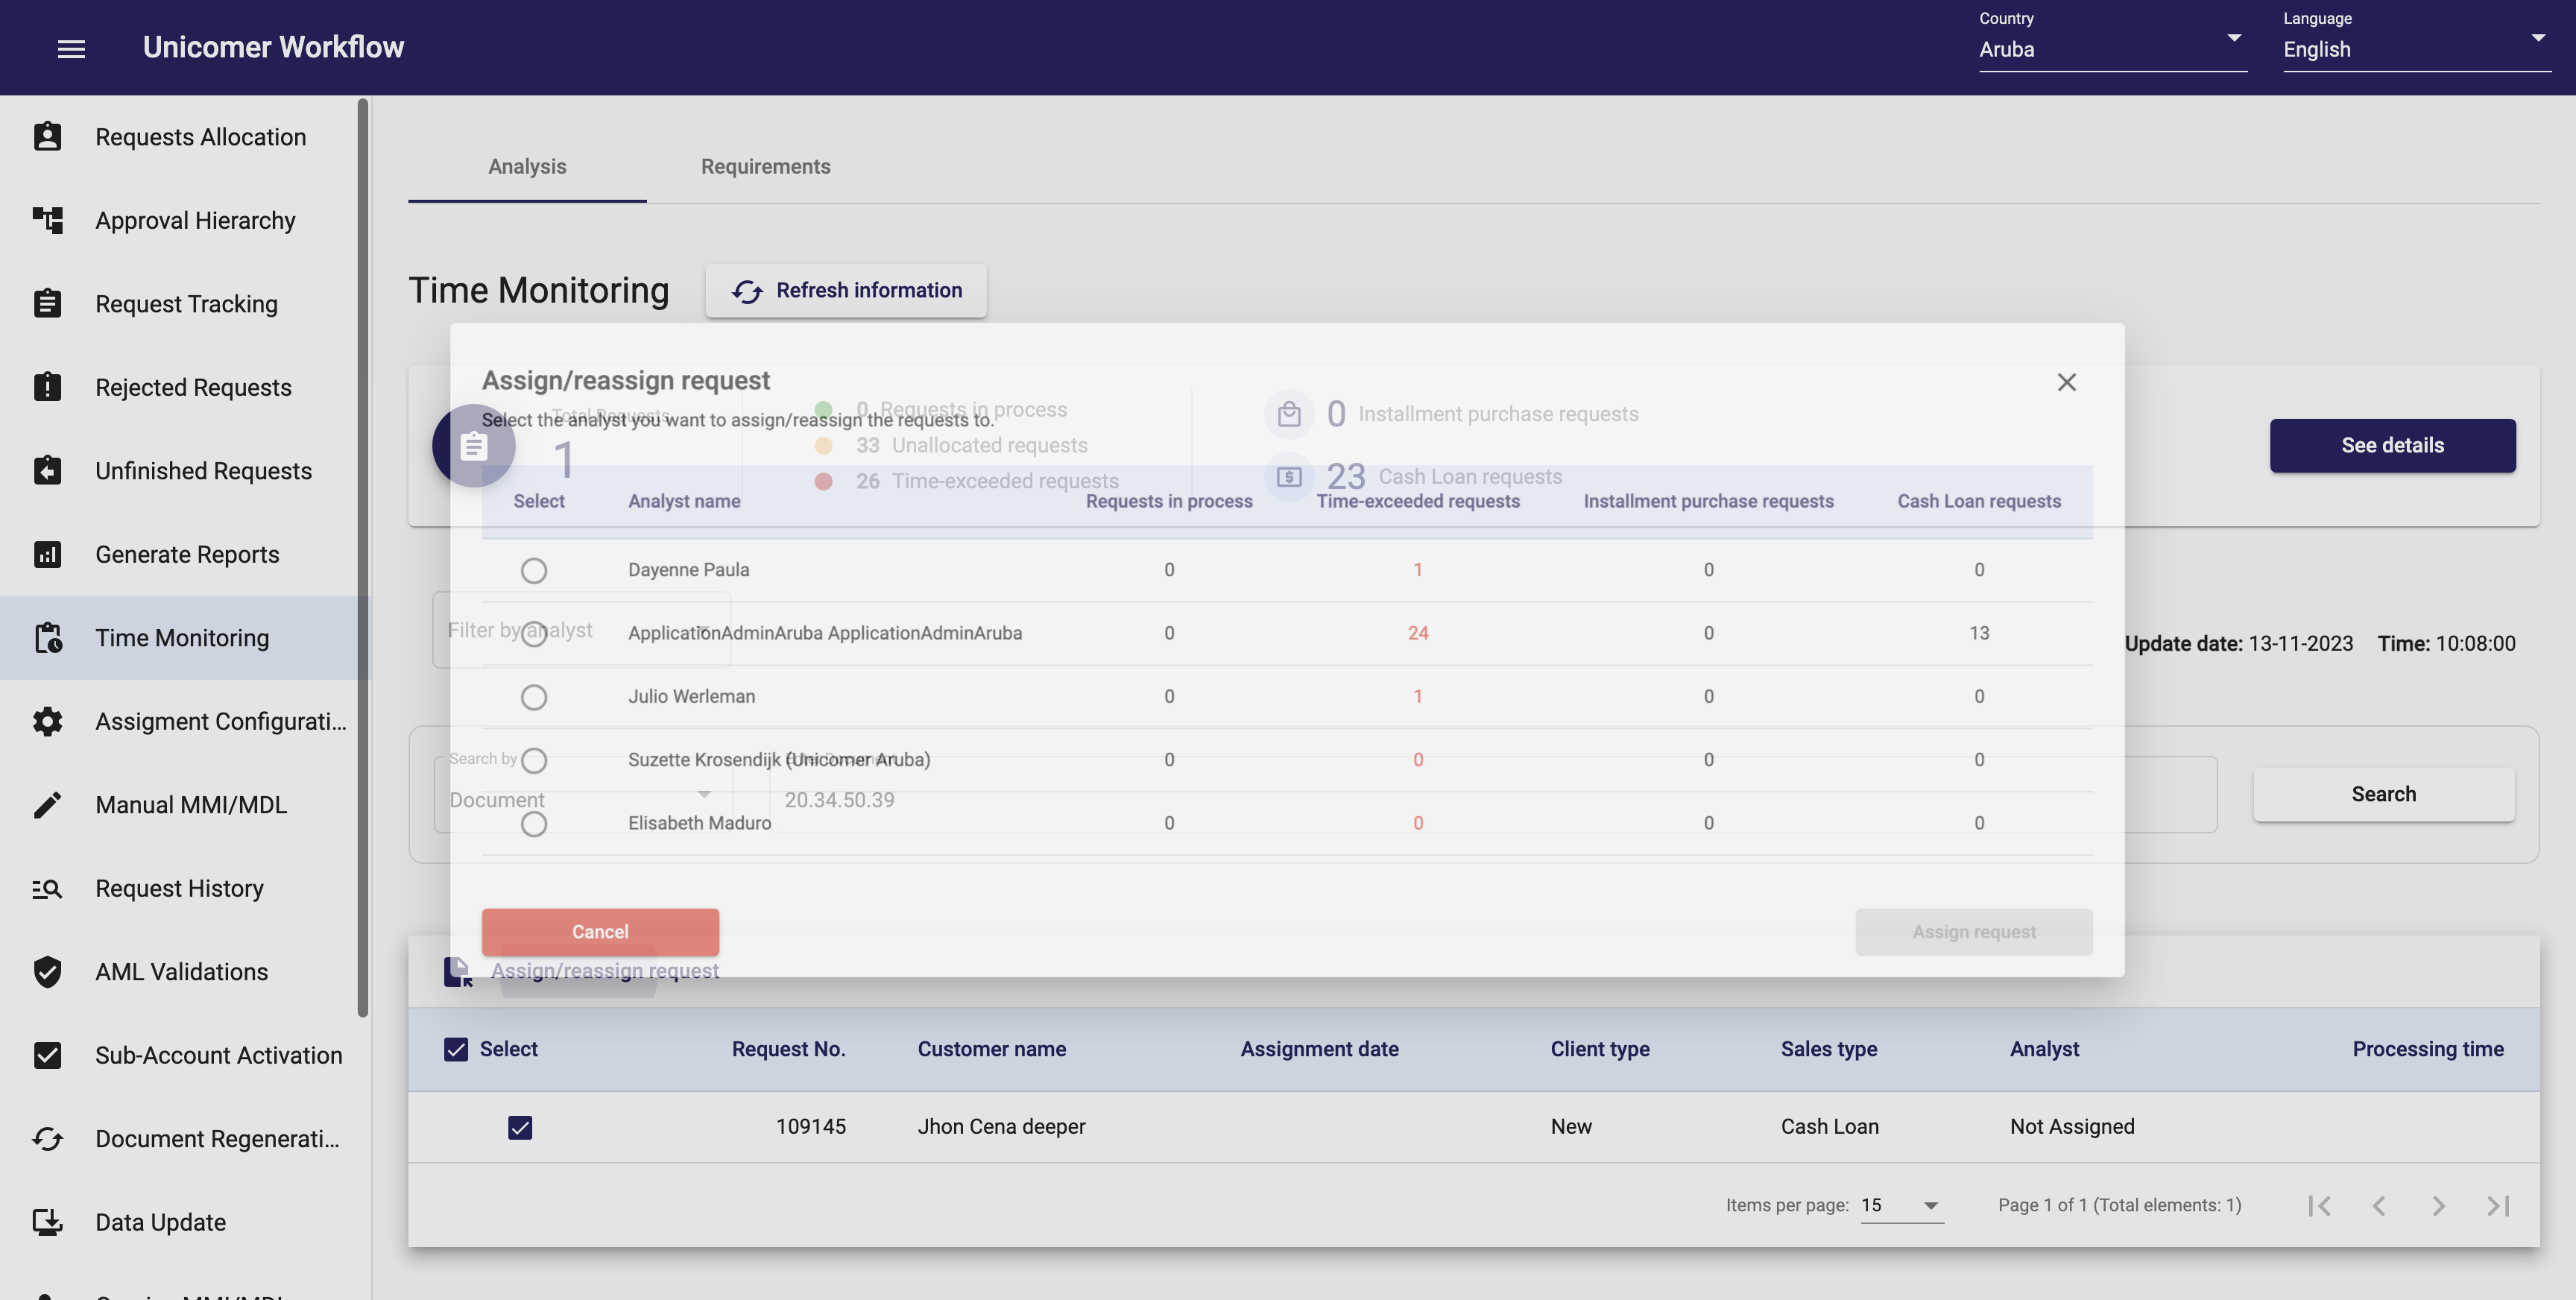 Unicomer Workflow
Country
Aruba
Language
English
Requests Allocation
Approval Hierarchy
Request Tracking
Rejected Requests
Unfinished Requests
Generate Reports
Time Monitoring
Assigment Configurati...
Manual MMI/MDL
Request History
AML Validations
Sub-Account Activation
Document Regenerati...
Data Update
Analysis
Requirements
Time Monitoring
Refresh information
Assign/reassign request
Total Requests
1
Select the analyst you want to assign/reassign the requests to.
0 Requests in process
33 Unallocated requests
26 Time-exceeded requests
0 Installment purchase requests
23 Cash Loan requests
See details
Select Analyst name Requests in process Time-exceeded requests Installment purchase requests Cash Loan requests
Dayenne Paula 0 1 0 0
ApplicationAdminAruba ApplicationAdminAruba 0 24 0 13
Julio Werleman 0 1 0 0
Suzette Krosendijk (Unicomer Aruba) 0 0 0 0
Elisabeth Maduro 0 0 0 0
Filter by analyst
Update date: 13-11-2023 Time: 10:08:00
Search by
Document
20.34.50.39
Search
Cancel
Assign request
Assign/reassign request
Select Request No. Customer name Assignment date Client type Sales type Analyst Processing time
109145 Jhon Cena deeper New Cash Loan Not Assigned
Items per page: 15 Page 1 of 1 (Total elements: 1)